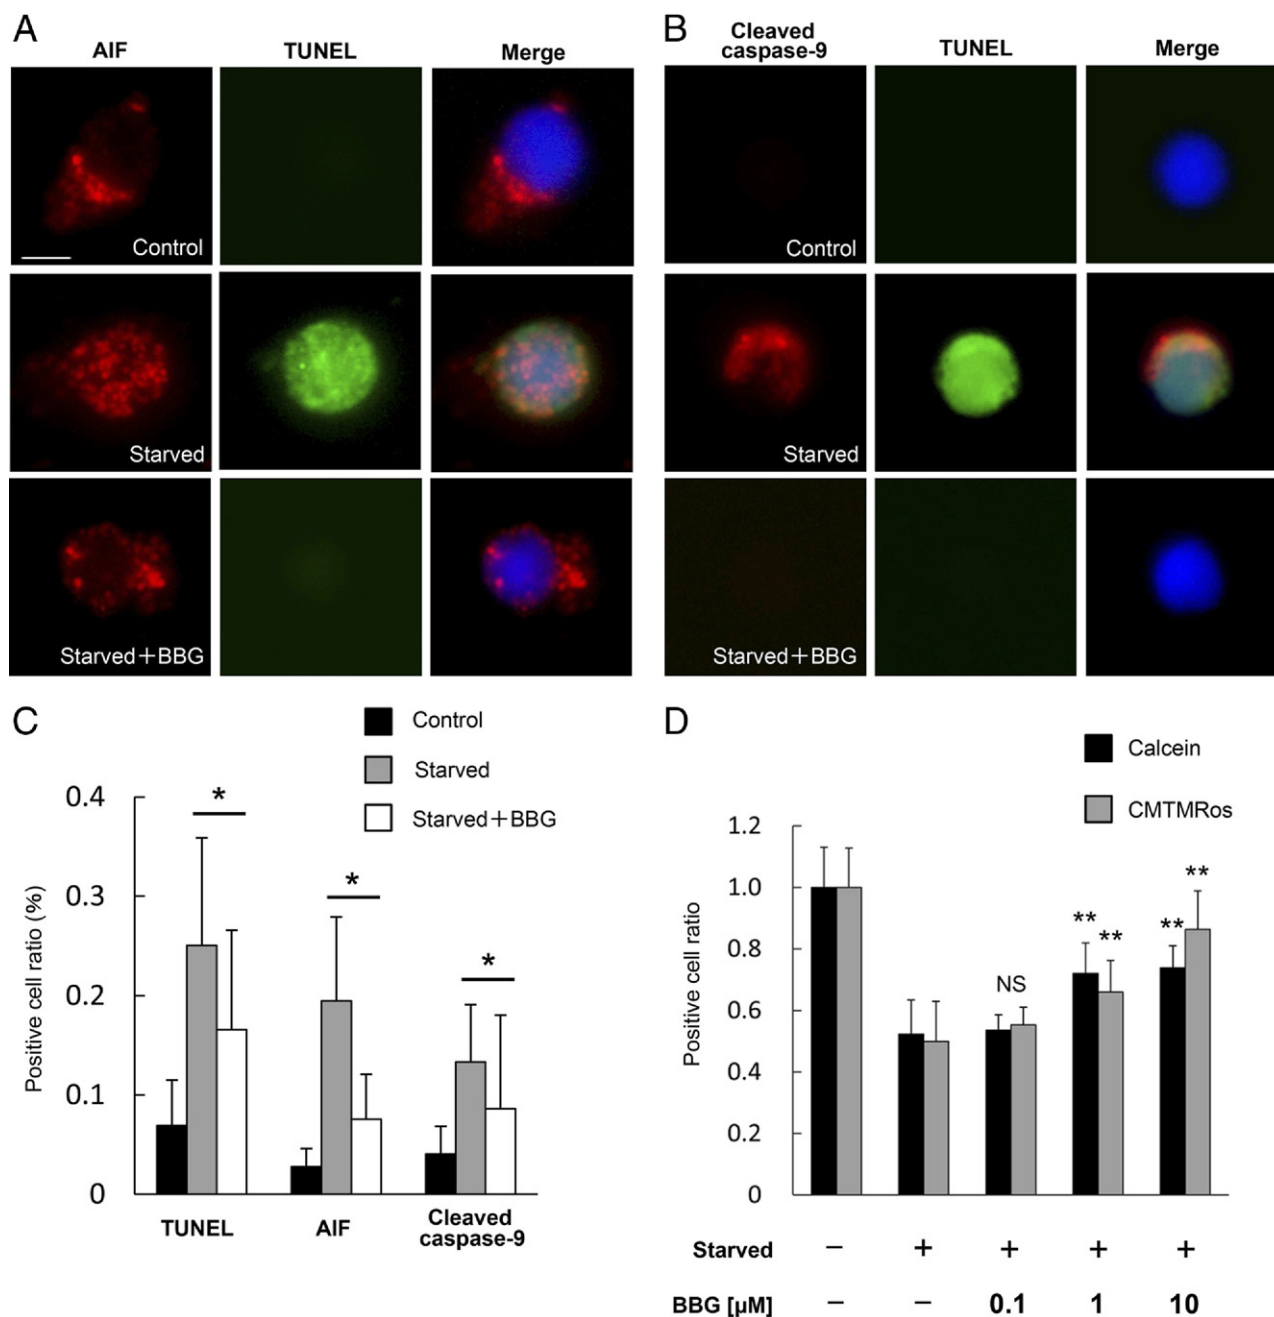 A
AIF
TUNEL
Merge
Control
Starved
Starved+BBG
B
Cleaved
caspase-9
TUNEL
Merge
Control
Starved
Starved+BBG
C
Control
Starved
Starved+BBG
Positive cell ratio (%)
0.4
0.3
0.2
0.1
0
*
*
*
TUNEL
AIF
Cleaved
caspase-9
D
Calcein
CMTMRos
Positive cell ratio
1.2
1.0
0.8
0.6
0.4
0.2
0
NS
** **
** **
Starved − + + + +
BBG [µM] − − 0.1 1 10